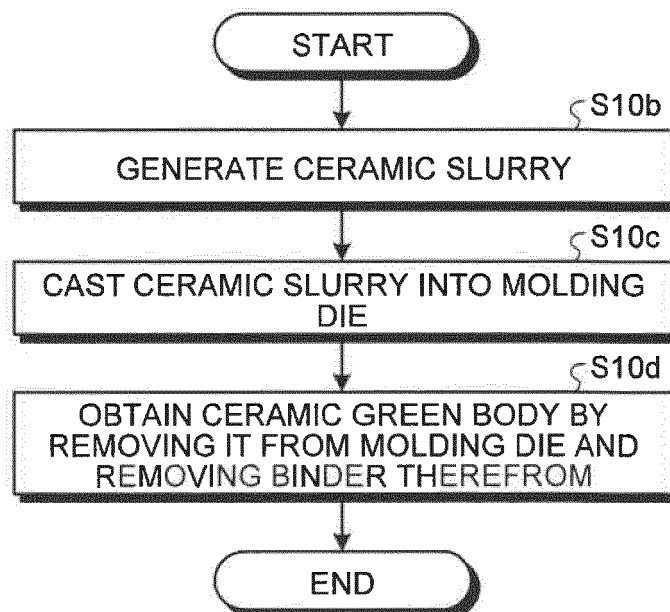 START
S10b
GENERATE CERAMIC SLURRY
S10c
CAST CERAMIC SLURRY INTO MOLDING
DIE
S10d
OBTAIN CERAMIC GREEN BODY BY
REMOVING IT FROM MOLDING DIE AND
REMOVING BINDER THEREFROM
END